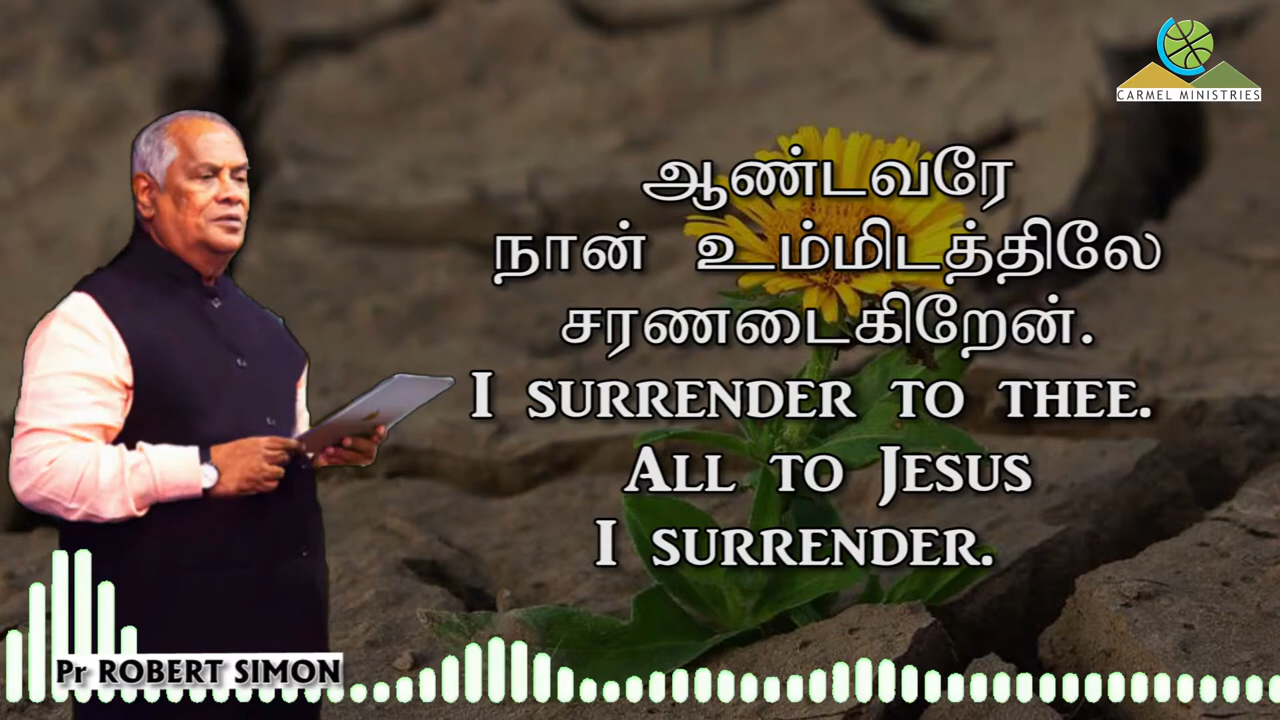 CARMEL MINISTRIES
ஆண்டவரே
நான் உம்மிடத்திலே
சரணடைகிறேன்.
I SURRENDER TO THEE.
ALL TO JESUS
I SURRENDER.
Pr ROBERT SIMON